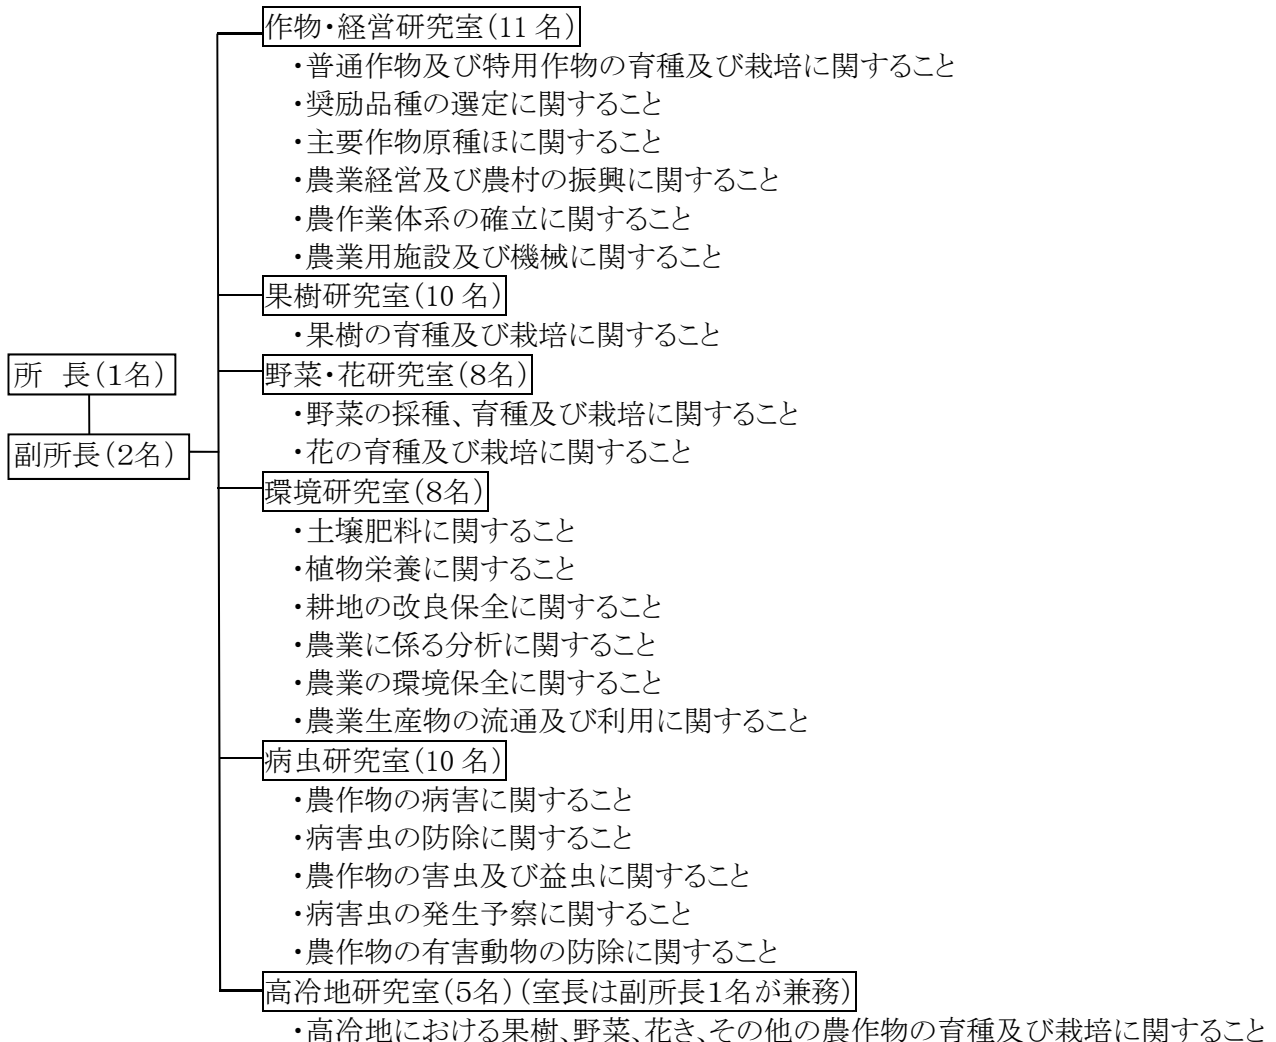 作物・経営研究室(11 名)
・普通作物及び特用作物の育種及び栽培に関すること
・奨励品種の選定に関すること
・主要作物原種ほに関すること
・農業経営及び農村の振興に関すること
・農作業体系の確立に関すること
・農業用施設及び機械に関すること
果樹研究室(10 名)
・果樹の育種及び栽培に関すること
所 長(1名)
副所長(2名)
野菜・花研究室(8名)
・野菜の採種、育種及び栽培に関すること
・花の育種及び栽培に関すること
環境研究室(8名)
・土壌肥料に関すること
・植物栄養に関すること
・耕地の改良保全に関すること
・農業に係る分析に関すること
・農業の環境保全に関すること
・農業生産物の流通及び利用に関すること
病虫研究室(10 名)
・農作物の病害に関すること
・病害虫の防除に関すること
・農作物の害虫及び益虫に関すること
・病害虫の発生予察に関すること
・農作物の有害動物の防除に関すること
高冷地研究室(5名)(室長は副所長1名が兼務)
・高冷地における果樹、野菜、花き、その他の農作物の育種及び栽培に関すること